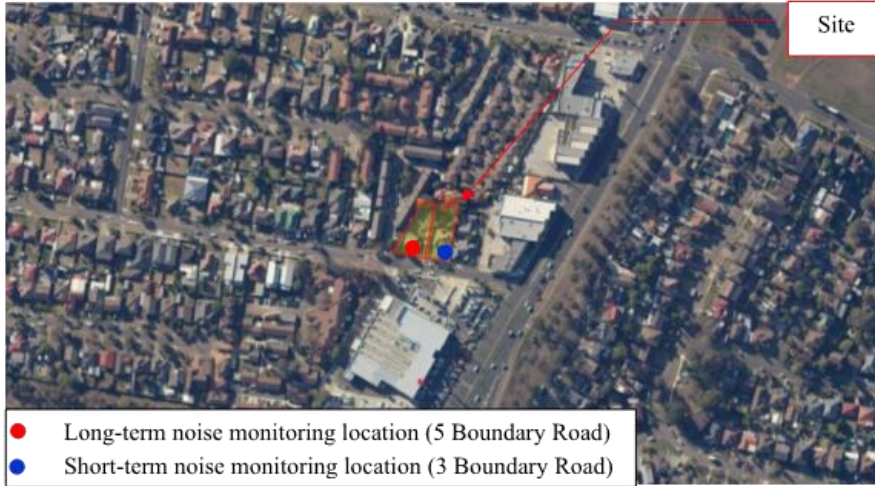 Site
Long-term noise monitoring location (5 Boundary Road)
Short-term noise monitoring location (3 Boundary Road)